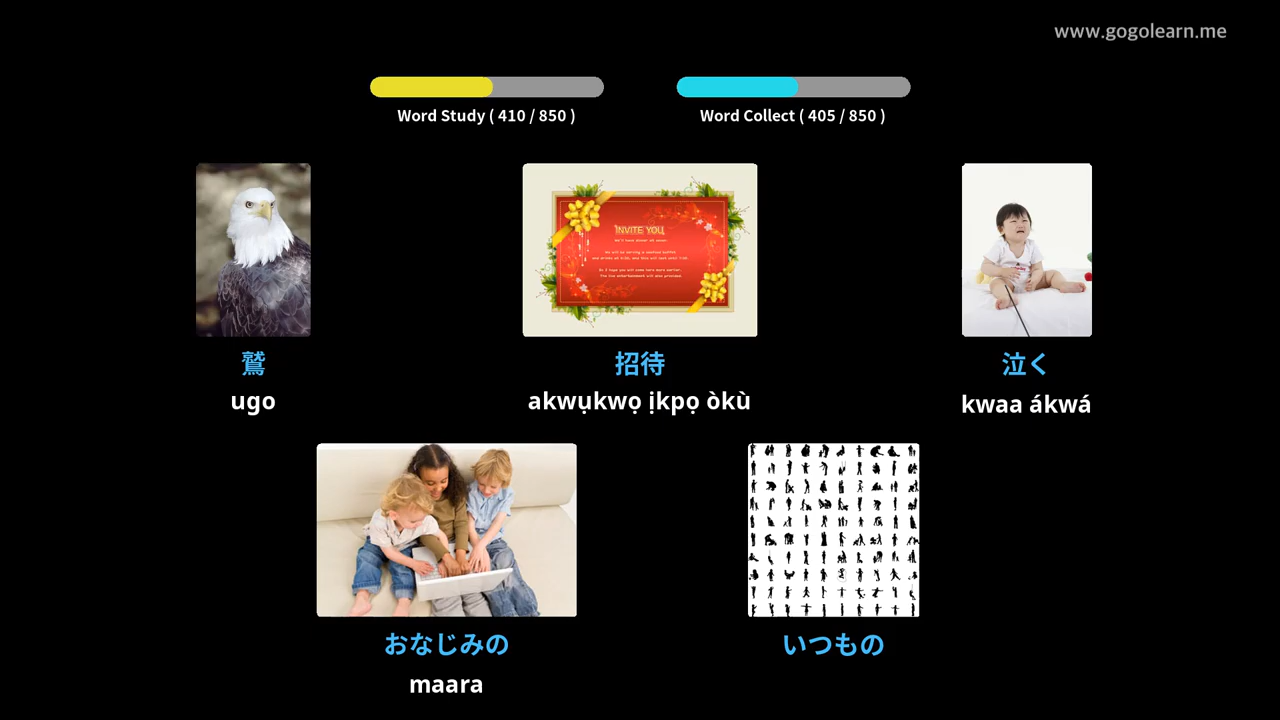 www.gogolearn.me
Word Study ( 410 / 850 )
Word Collect ( 405 / 850 )
INVITE YOU
鷲
ugo
招待
akwụkwọ ịkpọ òkù
泣く
kwaa ákwá
おなじみの
maara
いつもの